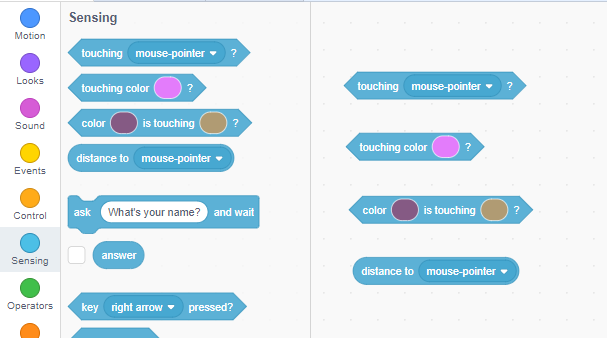 Motion
Looks
Sound
Events
Control
Sensing
Operators
Sensing
touching mouse-pointer ?
touching color ?
color is touching ?
distance to mouse-pointer
ask What's your name? and wait
answer
key right arrow pressed?
touching mouse-pointer ?
touching color ?
color is touching ?
distance to mouse-pointer